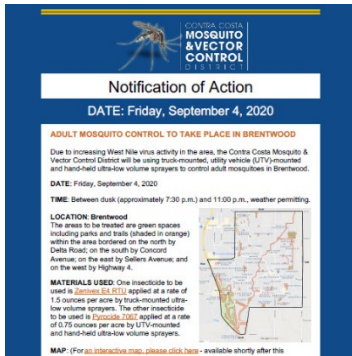 CONTRA COSTA
MOSQUITO
& VECTOR
CONTROL
DISTRICT
Notification of Action
DATE: Friday, September 4, 2020
ADULT MOSQUITO CONTROL TO TAKE PLACE IN BRENTWOOD
Due to increasing West Nile virus activity in the area, the Contra Costa Mosquito &
Vector Control District will be using truck-mounted, utility vehicle (UTV)-mounted
and hand-held ultra-low volume sprayers to control adult mosquitoes in Brentwood.
DATE: Friday, September 4, 2020
TIME: Between dusk (approximately 7:30 p.m.) and 11:00 p.m., weather permitting.
LOCATION: Brentwood
The areas to be treated are green spaces
including parks and trails (shaded in orange)
within the area bordered on the north by
Delta Road; on the south by Concord
Avenue; on the east by Sellers Avenue; and
on the west by Highway 4.
MATERIALS USED: One insecticide to
be used is Zenivex E4 RTU applied at a rate of
1.5 ounces per acre by truck-mounted ultra-
low volume sprayers. The other insecticide
to be used is Pyrocide 7067 applied at a rate
of 0.75 ounces per acre by UTV-mounted
and hand-held ultra-low volume sprayers.
MAP: (For an interactive map, please click here - available shortly after this